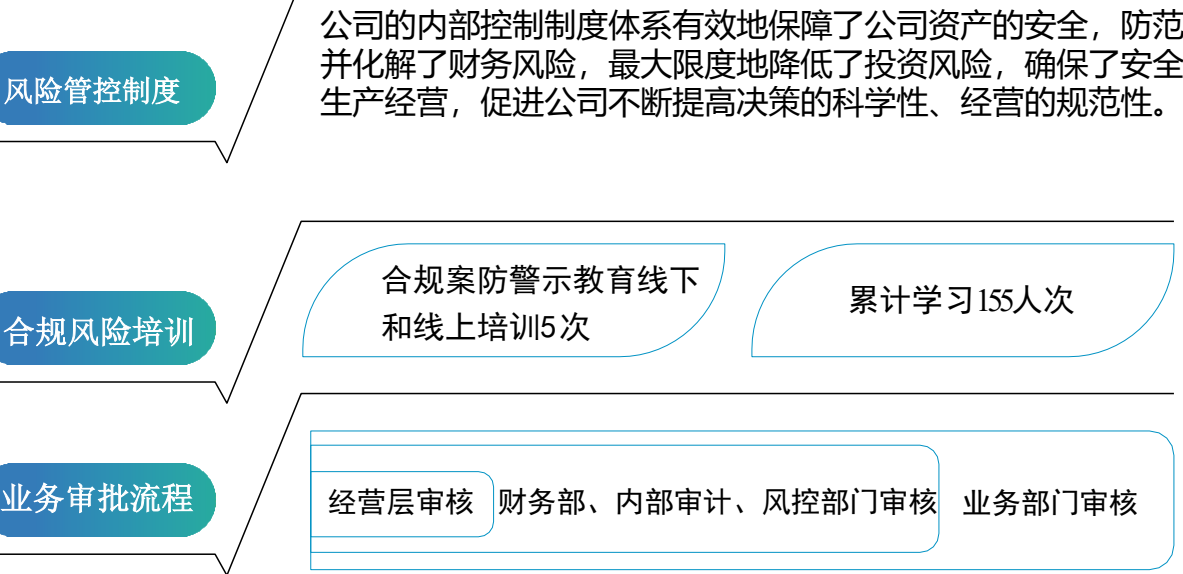 公司的内部控制制度体系有效地保障了公司资产的安全，防范
并化解了财务风险，最大限度地降低了投资风险，确保了安全
生产经营，促进公司不断提高决策的科学性、经营的规范性。
风险管控制度
合规风险培训
合规案防警示教育线下
和线上培训5次
累计学习155人次
业务审批流程
经营层审核
财务部、内部审计、风控部门审核
业务部门审核